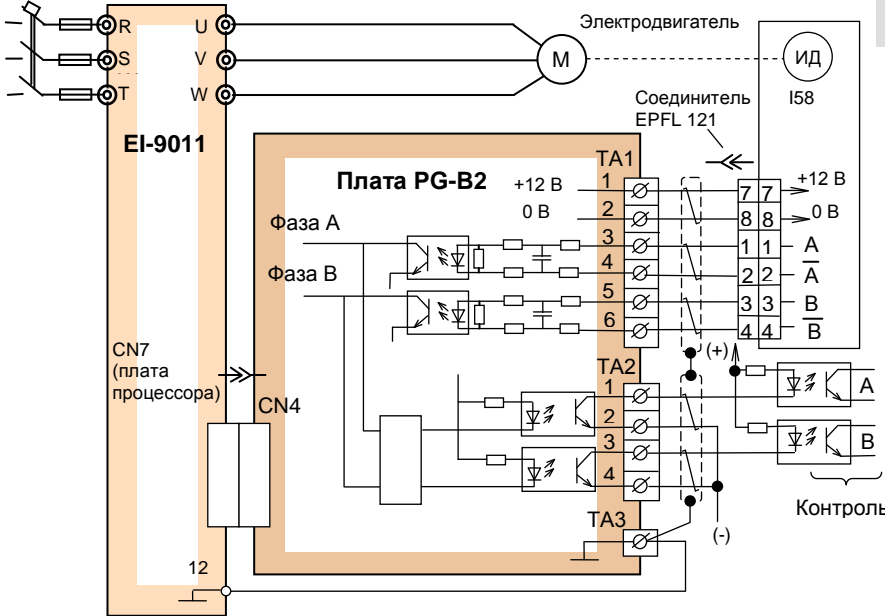 R
S
T
U
V
W
EI-9011
Электродвигатель
М
ИД
I58
Соединитель
EPFL 121
Плата PG-B2
TA1
+12 В
0 В
1
2
3
4
5
6
Фаза А
Фаза В
7 7
8 8
1 1
2 2
3 3
4 4
+12 В
0 В
A
A
B
B
CN7
(плата
процессора)
CN4
TA2
1
2
3
4
(+)
A
B
Контроль
TA3
(-)
12